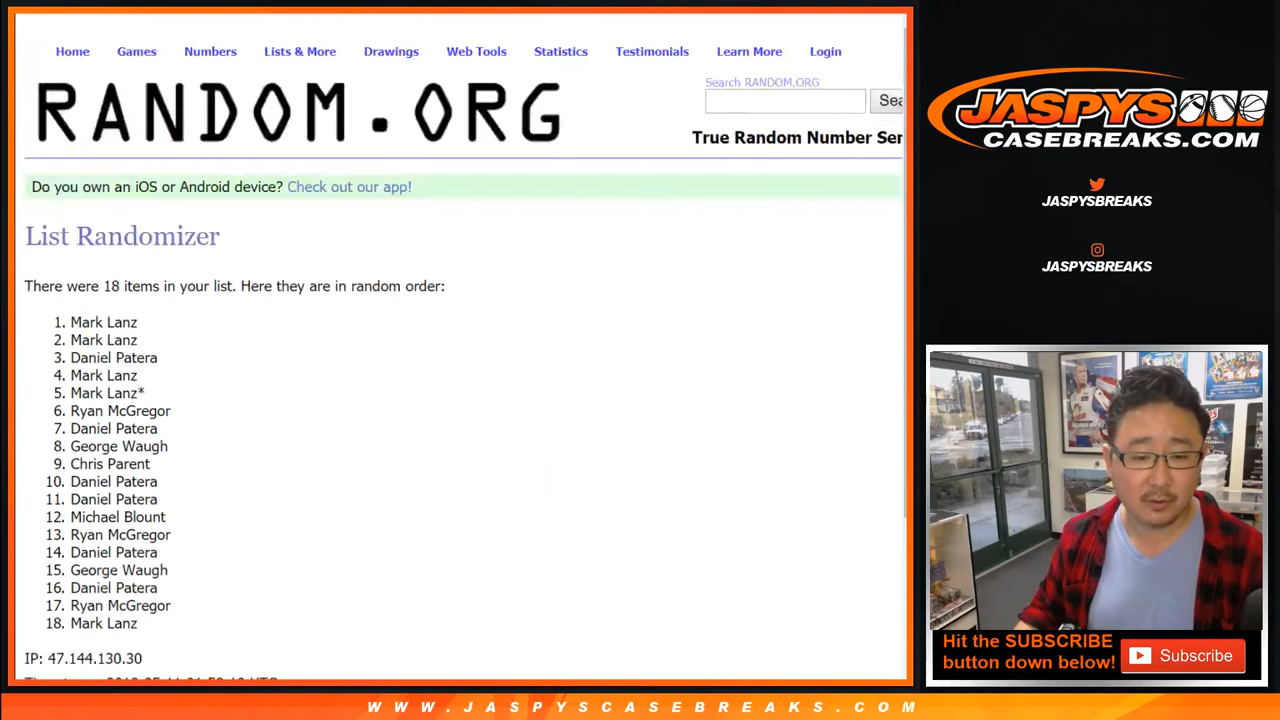 Home Games Numbers Lists & More Drawings Web Tools Statistics Testimonials Learn More Login
RANDOM.ORG
Search RANDOM.ORG
Sea
True Random Number Ser
Do you own an iOS or Android device? Check out our app!
List Randomizer
There were 18 items in your list. Here they are in random order:
1. Mark Lanz
2. Mark Lanz
3. Daniel Patera
4. Mark Lanz
5. Mark Lanz*
6. Ryan McGregor
7. Daniel Patera
8. George Waugh
9. Chris Parent
10. Daniel Patera
11. Daniel Patera
12. Michael Blount
13. Ryan McGregor
14. Daniel Patera
15. George Waugh
16. Daniel Patera
17. Ryan McGregor
18. Mark Lanz
IP: 47.144.130.30
JASPYS
CASEBREAKS.COM
JASPYSBREAKS
JASPYSBREAKS
Hit the SUBSCRIBE
button down below!
Subscribe
WWW.JASPYSCASEBREAKS.COM